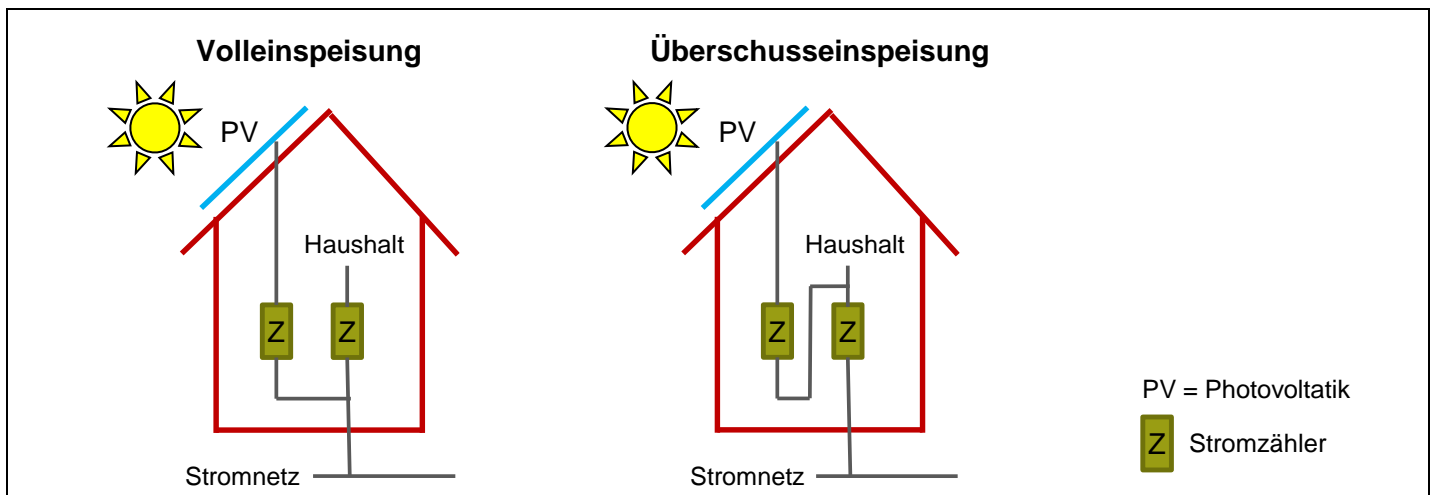 Volleinspeisung
Überschusseinspeisung
PV
PV
Haushalt
Haushalt
Z
Z
Z
Z
PV = Photovoltatik
Z Stromzähler
Stromnetz
Stromnetz